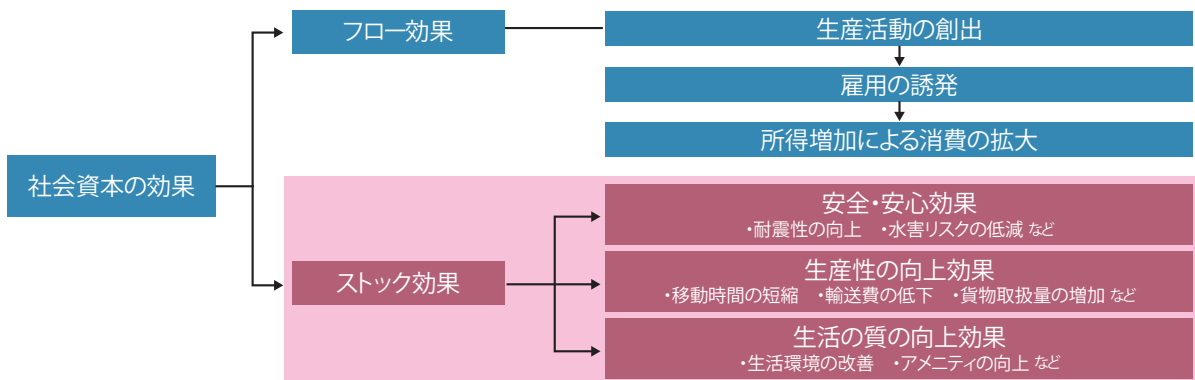 社会資本の効果
フロー効果
生産活動の創出
雇用の誘発
所得増加による消費の拡大
ストック効果
安全・安心効果
・耐震性の向上　・水害リスクの低減 など
生産性の向上効果
・移動時間の短縮　・輸送費の低下　・貨物取扱量の増加 など
生活の質の向上効果
・生活環境の改善　・アメニティの向上 など